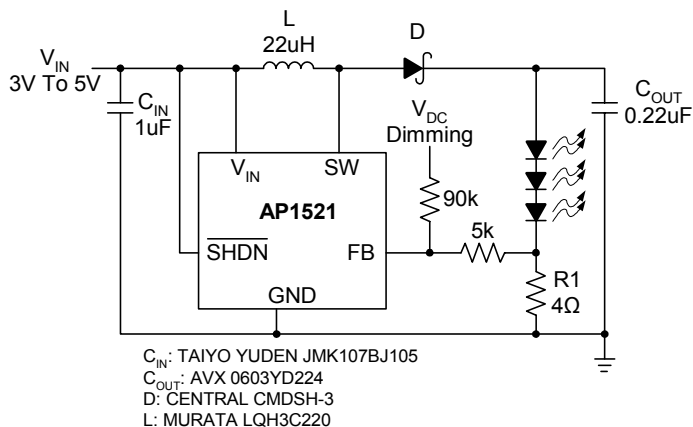 L
22uH
D
VIN
3V To 5V
CIN
1uF
COUT
0.22uF
VDC
Dimming
VIN
SW
AP1521
90k
5k
SHDN
FB
R1
4Ω
GND
CIN: TAIYO YUDEN JMK107BJ105
COUT: AVX 0603YD224
D: CENTRAL CMDSH-3
L: MURATA LQH3C220